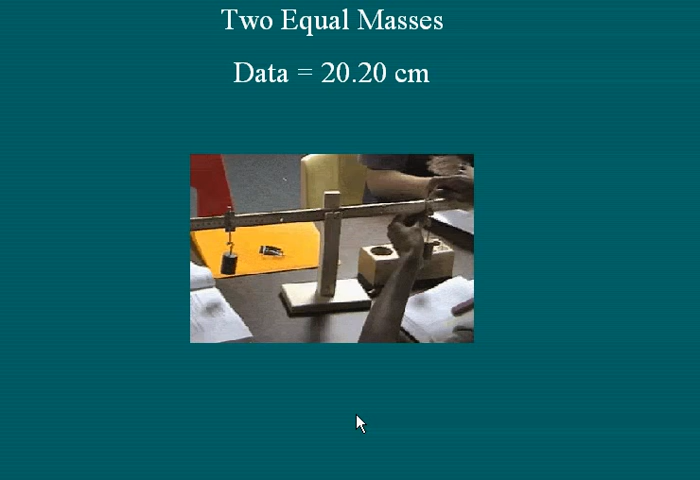 Two Equal Masses
Data = 20.20 cm